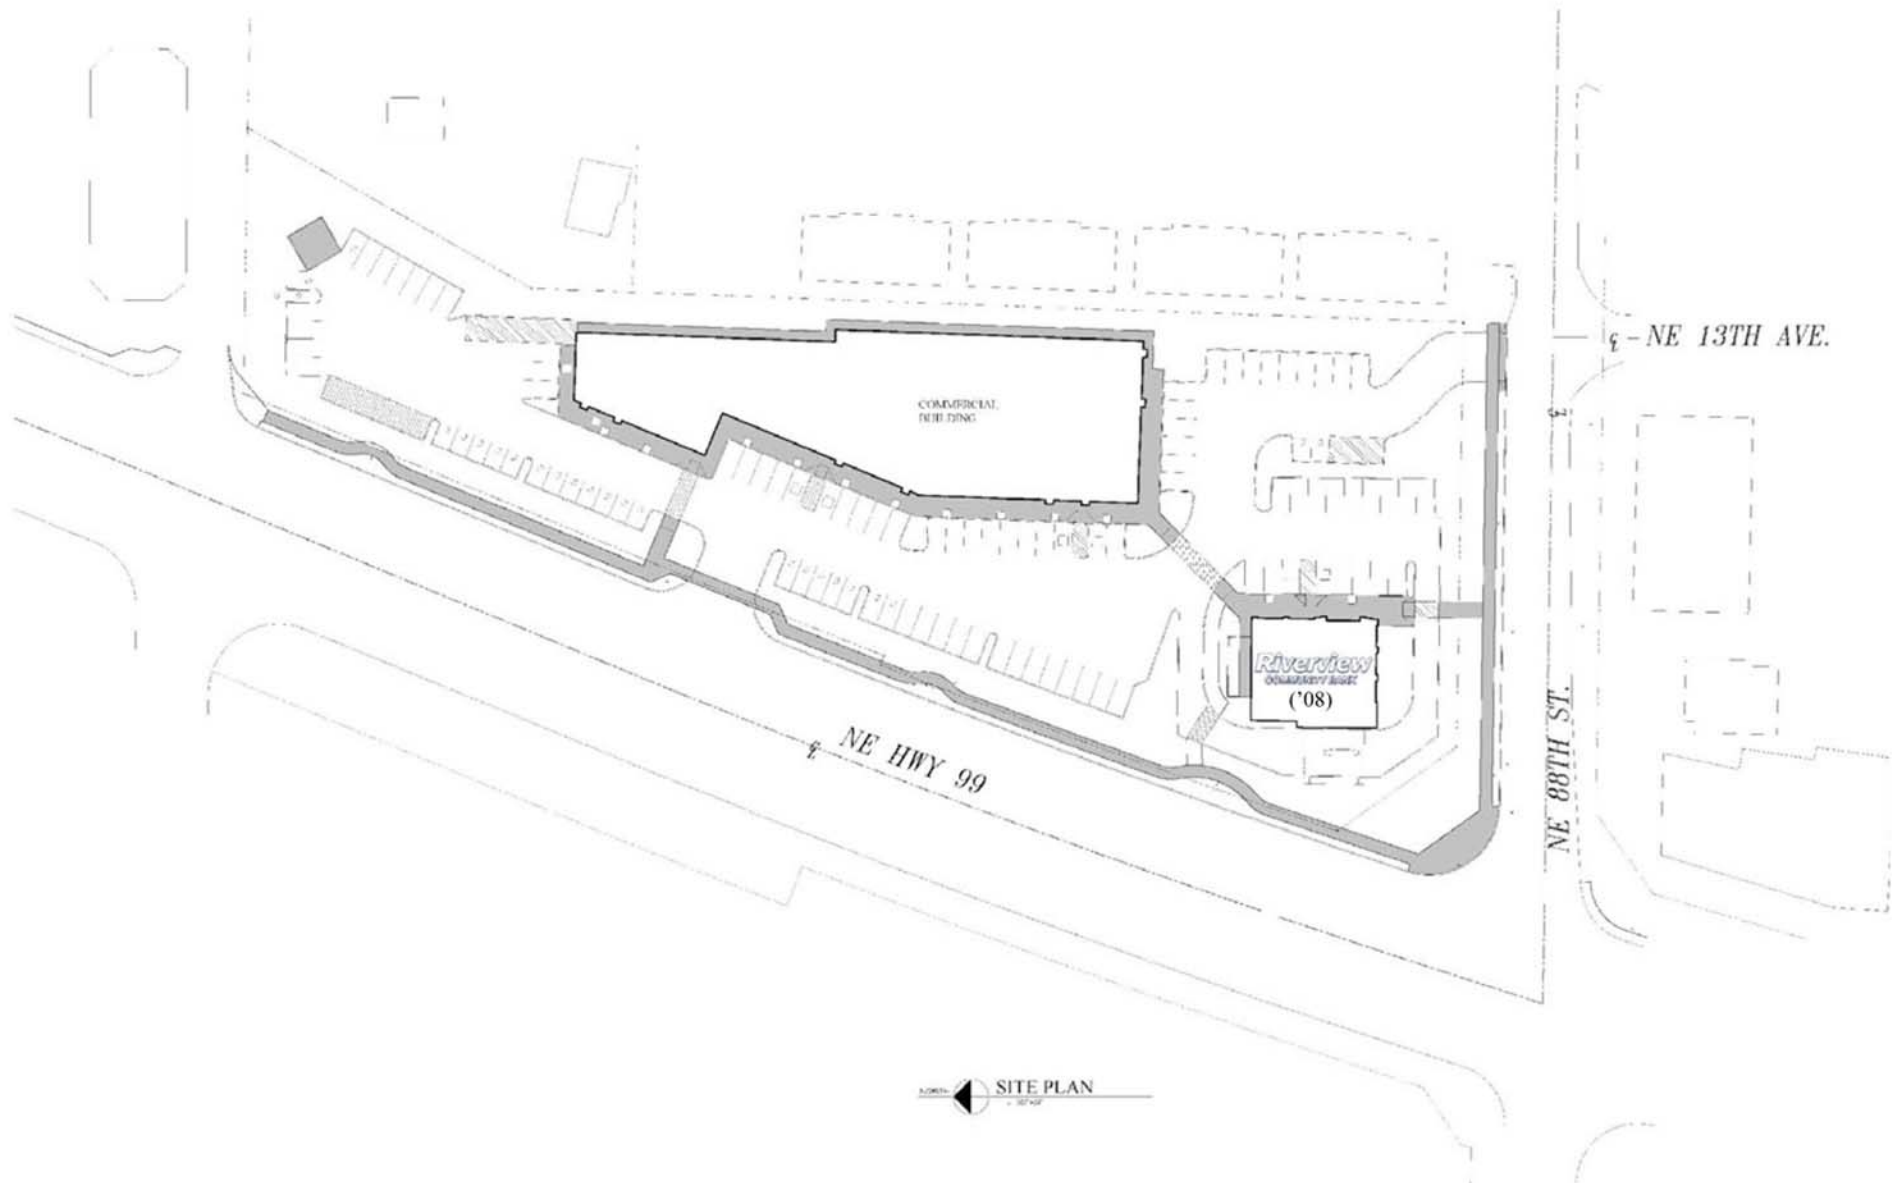 NE 13TH AVE.
COMMERCIAL
BUILDING
Riverview
COMMUNITY BANK
('08)
NE HWY 99
NE 88TH ST.
SITE PLAN